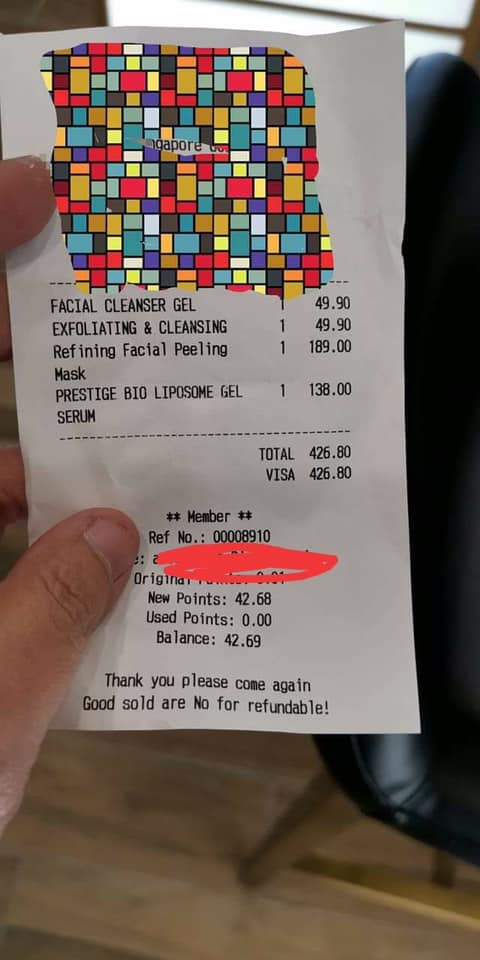 ngapore
FACIAL CLEANSER GEL 1 49.90
EXFOLIATING & CLEANSING 1 49.90
Refining Facial Peeling 1 189.00
Mask
PRESTIGE BIO LIPOSOME GEL 1 138.00
SERUM
TOTAL 426.80
VISA 426.80
** Member **
Ref No.: 00008910
Original
New Points: 42.68
Used Points: 0.00
Balance: 42.69
Thank you please come again
Good sold are No for refundable!